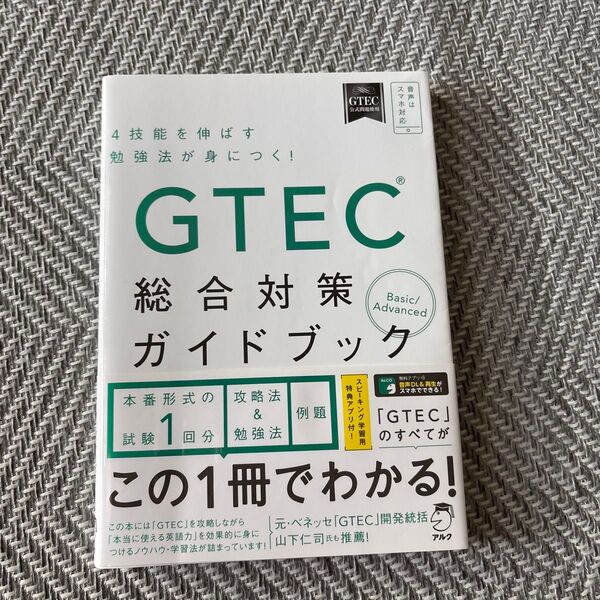 GTEC
公式問題使用
音声は
スマホ対応
4技能を伸ばす
勉強法が身につく!
GTEC®
総合対策
Basic/
Advanced
ガイドブック
本番形式の
試験1回分
攻略法
&
勉強法
例題
スピーキング学習用
特典アプリ付!
ALCO
無料アプリで
音声DL&再生が
スマホでできる!
「GTEC」
のすべてが
この1冊でわかる!
この本には「GTEC」を攻略しながら
「本当に使える英語力」を効果的に身に
つけるノウハウ・学習法が詰まっています!
元・ベネッセ「GTEC」開発統括
山下仁司氏も推薦!
アルク